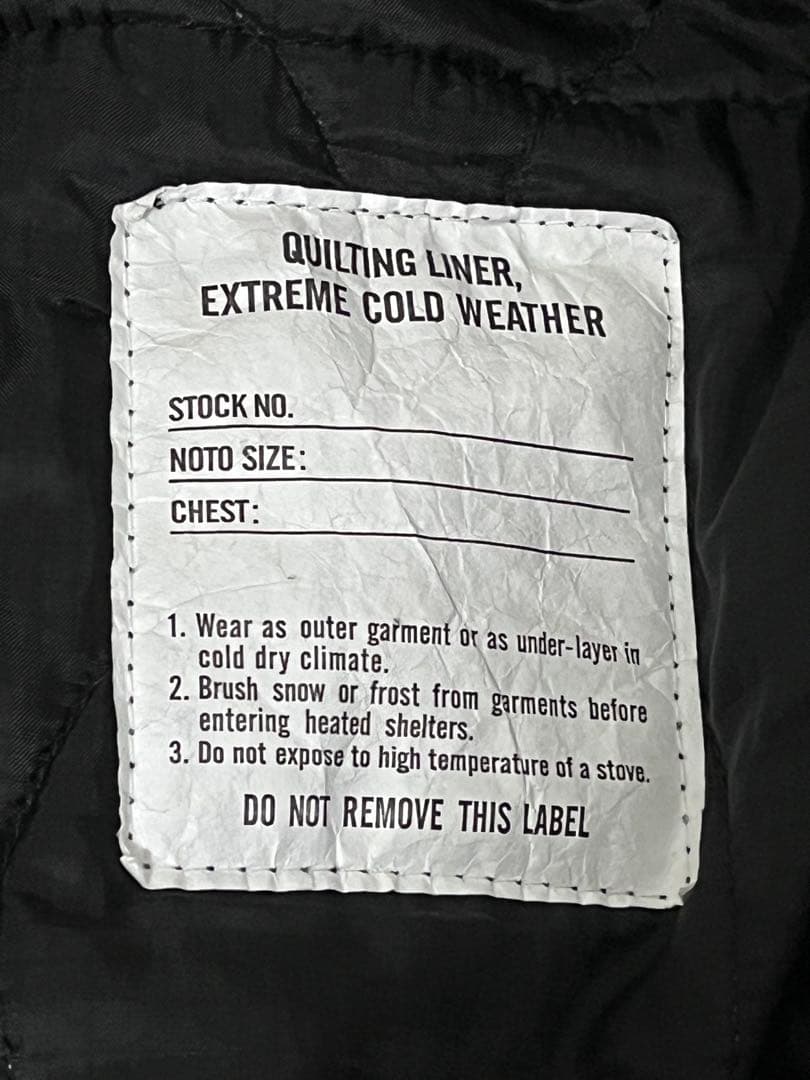 QUILTING LINER,
EXTREME COLD WEATHER
STOCK NO.
NOTO SIZE:
CHEST:
1. Wear as outer garment or as under-layer in
cold dry climate.
2. Brush snow or frost from garments before
entering heated shelters.
3. Do not expose to high temperature of a stove.
DO NOT REMOVE THIS LABEL